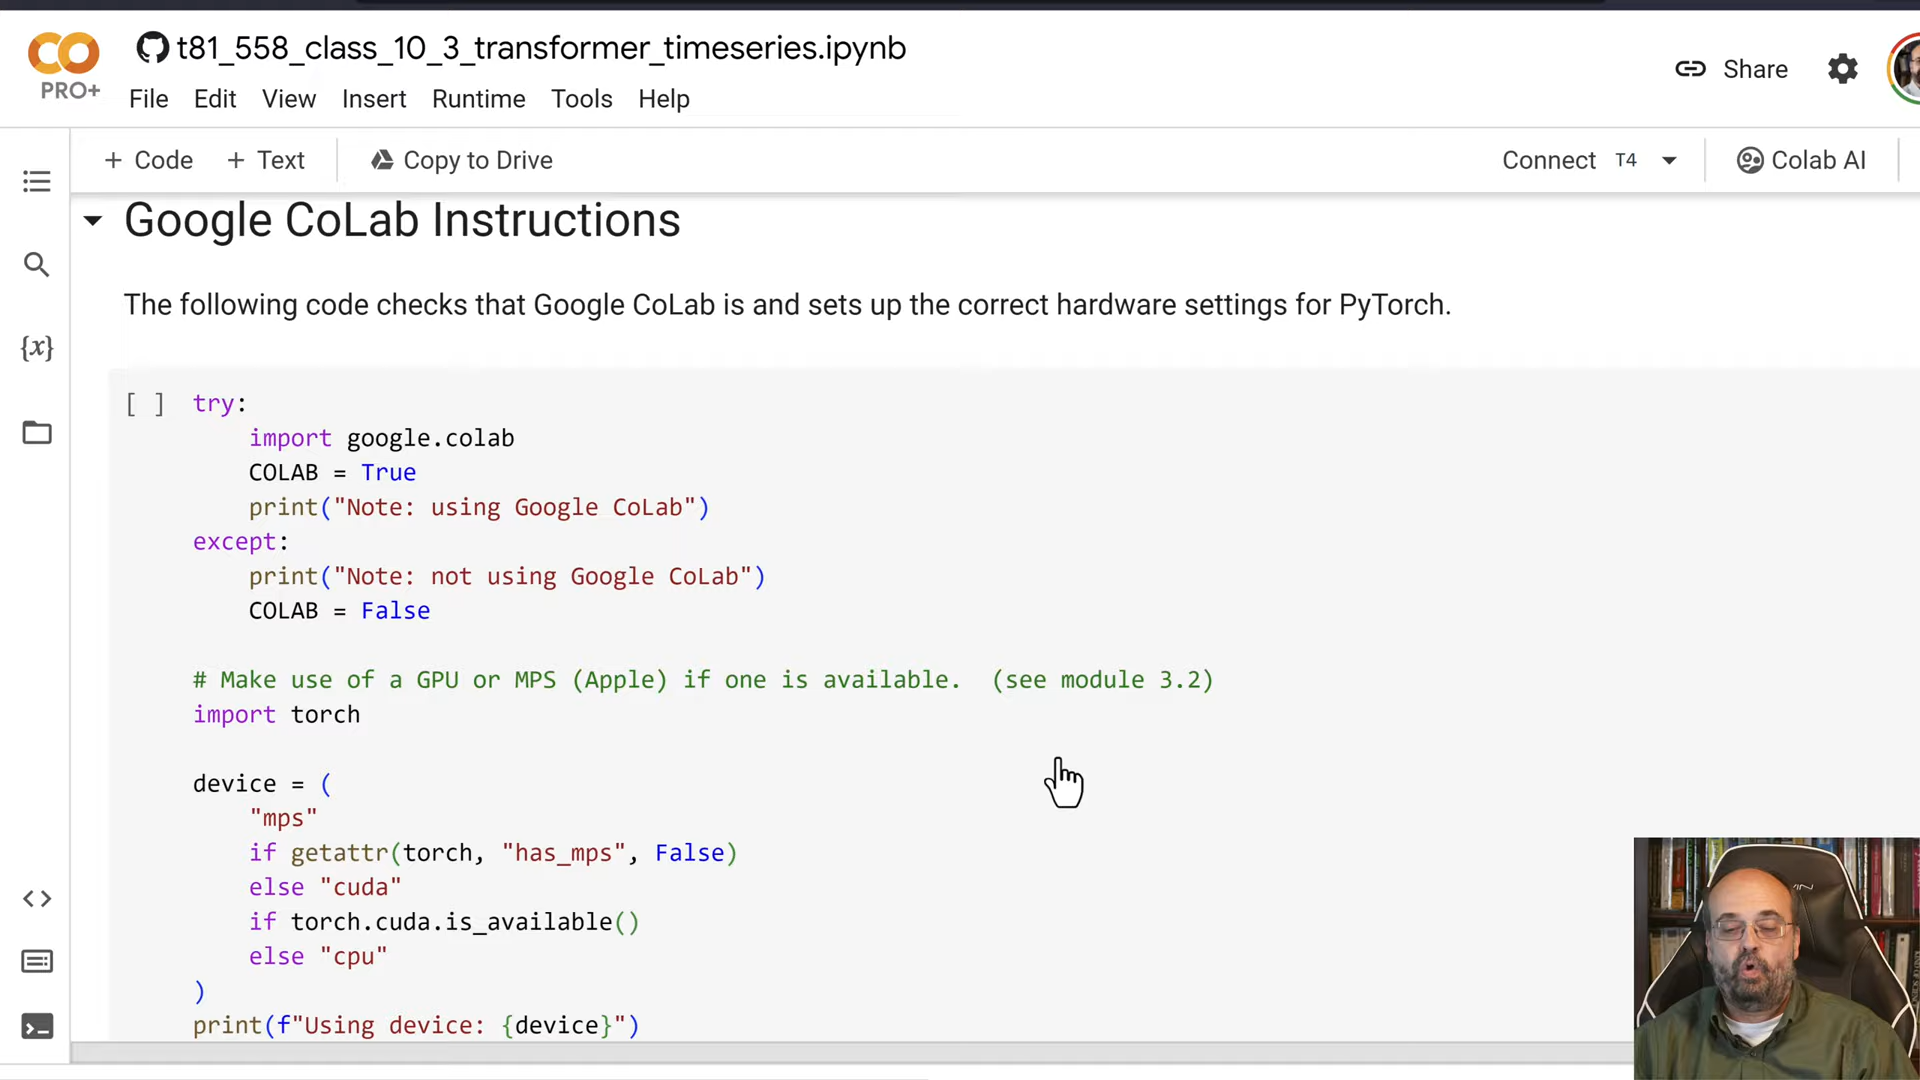 t81_558_class_10_3_transformer_timeseries.ipynb
PRO+
File Edit View Insert Runtime Tools Help
Share
+ Code + Text Copy to Drive
Connect T4
Colab AI
Google CoLab Instructions
The following code checks that Google CoLab is and sets up the correct hardware settings for PyTorch.
{x}
[ ] try:
import google.colab
COLAB = True
print("Note: using Google CoLab")
except:
print("Note: not using Google CoLab")
COLAB = False
# Make use of a GPU or MPS (Apple) if one is available.  (see module 3.2)
import torch
device = (
"mps"
if getattr(torch, "has_mps", False)
else "cuda"
if torch.cuda.is_available()
else "cpu"
)
print(f"Using device: {device}")